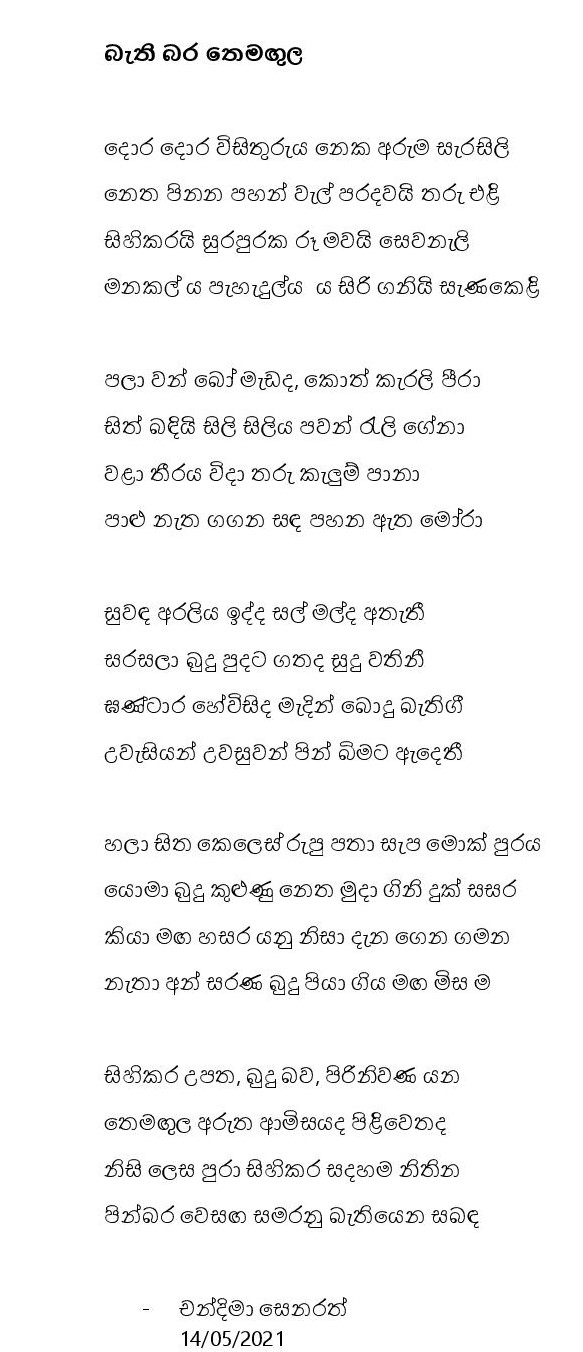 බැති බර තෙමඟුල
දොර දොර විසිතුරුය නෙක අරුම සැරසිලි
නෙත පිනන පහන් වැල් පරදවයි තරු එළි
සිහිකරයි සුරපුරක රූ මවයි සෙවනැලි
මනකල් ය පැහැදුල්ය ය සිරි ගනියි සැණකෙළි
පලා වන් බෝ මැඩද, කොත් කැරලි පීරා
සිත් බඳියි සිලි සිලිය පවන් රැලි ගේනා
වළා තීරය විදා තරු කැලුම් පානා
පාළු නැත ගගන සඳ පහන ඇත මෝරා
සුවඳ අරලිය ඉද්ද සල් මල්ද අතැතී
සරසලා බුදු පුදට ගතද සුදු වතිනී
ඝණ්ටාර හේවිසිද මැදින් බොදු බැතිගී
උවැසියන් උවසුවන් පින් බිමට ඇදෙතී
හලා සිත කෙලෙස් රුපු පතා සැප මොක් පුරය
යොමා බුදු කුළුණු නෙත මුදා ගිනි දුක් සසර
කියා මඟ හසර යනු නිසා දැන ගෙන ගමන
නැතා අන් සරණ බුදු පියා ගිය මඟ මිස ම
සිහිකර උපත, බුදු බව, පිරිනිවණ යන
තෙමඟුල අරුත ආමිසයද පිළිවෙතද
නිසි ලෙස පුරා සිහිකර සදහම නිතින
පින්බර වෙසඟ සමරනු බැතියෙන සබඳ
- චන්දිමා සෙනරත්
14/05/2021